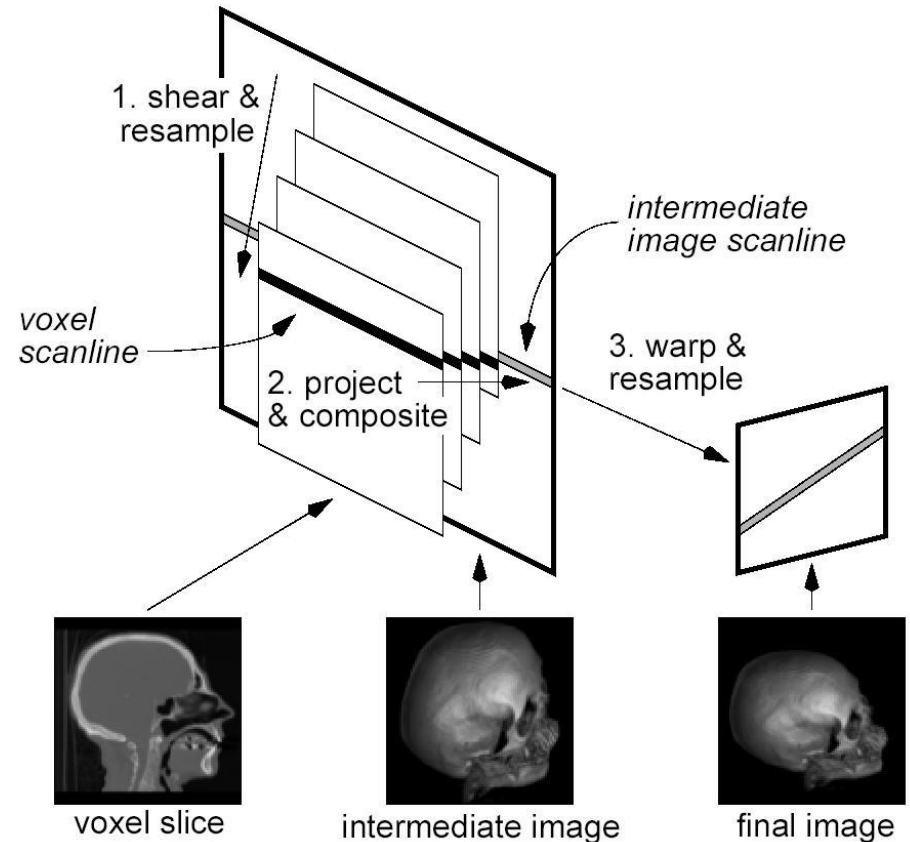 1. shear &
resample
intermediate
image scanline
voxel
scanline
3. warp &
resample
2. project
& composite
voxel slice
intermediate image
final image